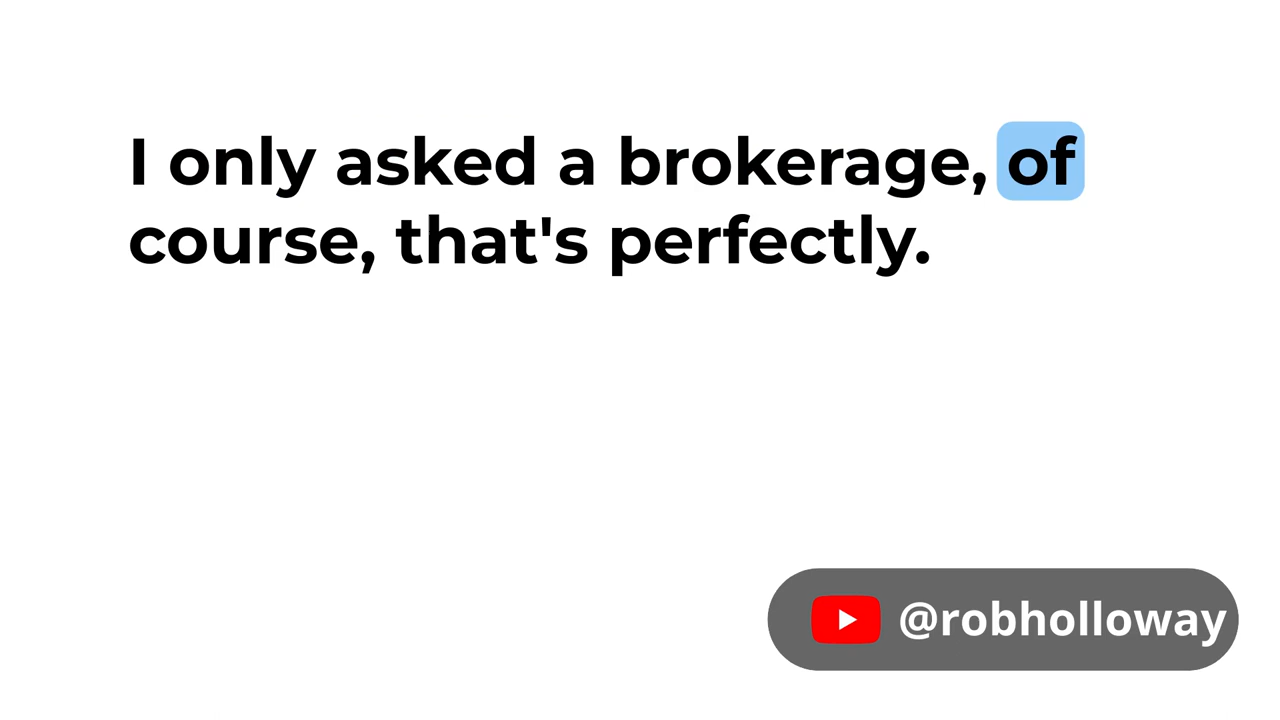 I only asked a brokerage, of
course, that's perfectly.
@robholloway